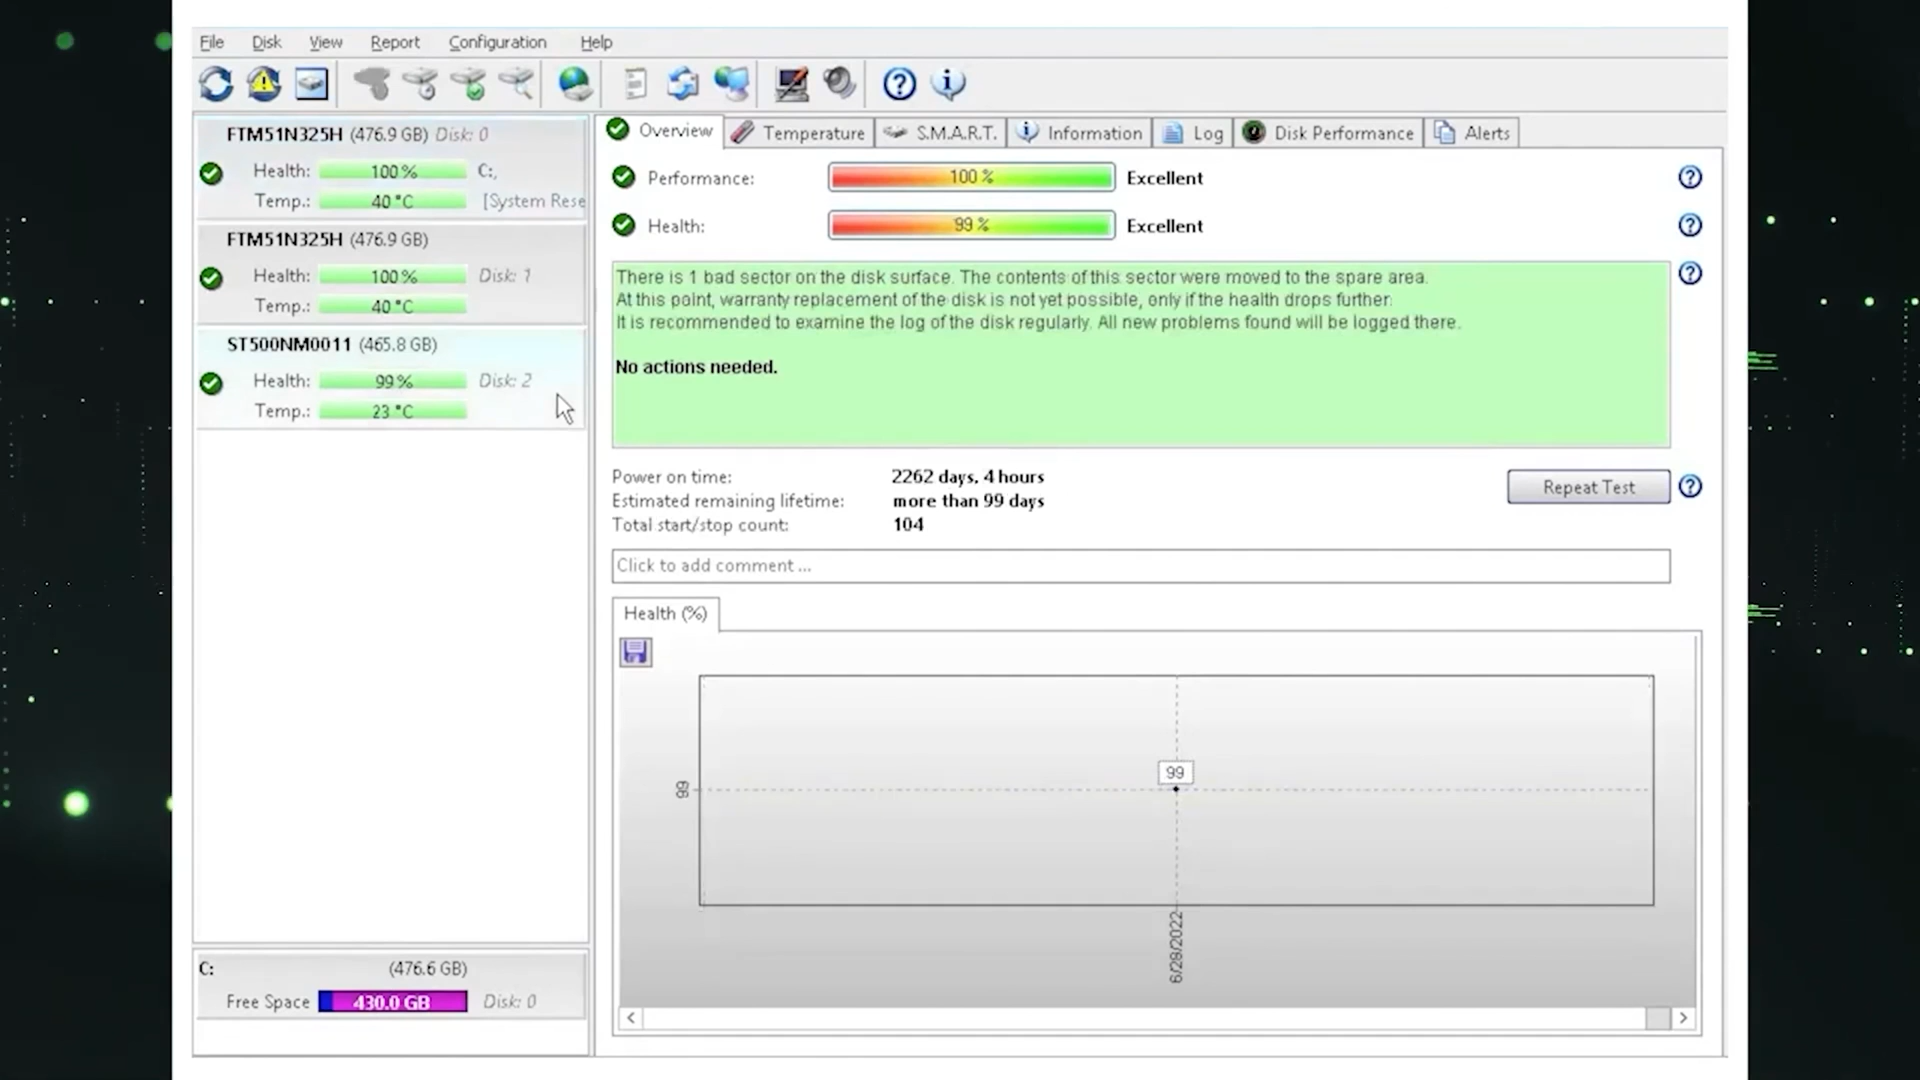 File Disk View Report Configuration Help
FTM51N325H (476.9 GB) Disk: 0
Health: 100 % C:,
Temp.: 40 °C [System Rese
FTM51N325H (476.9 GB)
Health: 100 % Disk: 1
Temp.: 40 °C
ST500NM0011 (465.8 GB)
Health: 99 % Disk: 2
Temp.: 23 °C
C: (476.6 GB)
Free Space 430.0 GB Disk: 0
Overview Temperature S.M.A.R.T. Information Log Disk Performance Alerts
Performance: 100 % Excellent
Health: 99 % Excellent
There is 1 bad sector on the disk surface. The contents of this sector were moved to the spare area.
At this point, warranty replacement of the disk is not yet possible, only if the health drops further.
It is recommended to examine the log of the disk regularly. All new problems found will be logged there.
No actions needed.
Power on time: 2262 days, 4 hours
Estimated remaining lifetime: more than 99 days
Total start/stop count: 104
Repeat Test
Click to add comment ...
Health (%)
99
99
6/28/2022